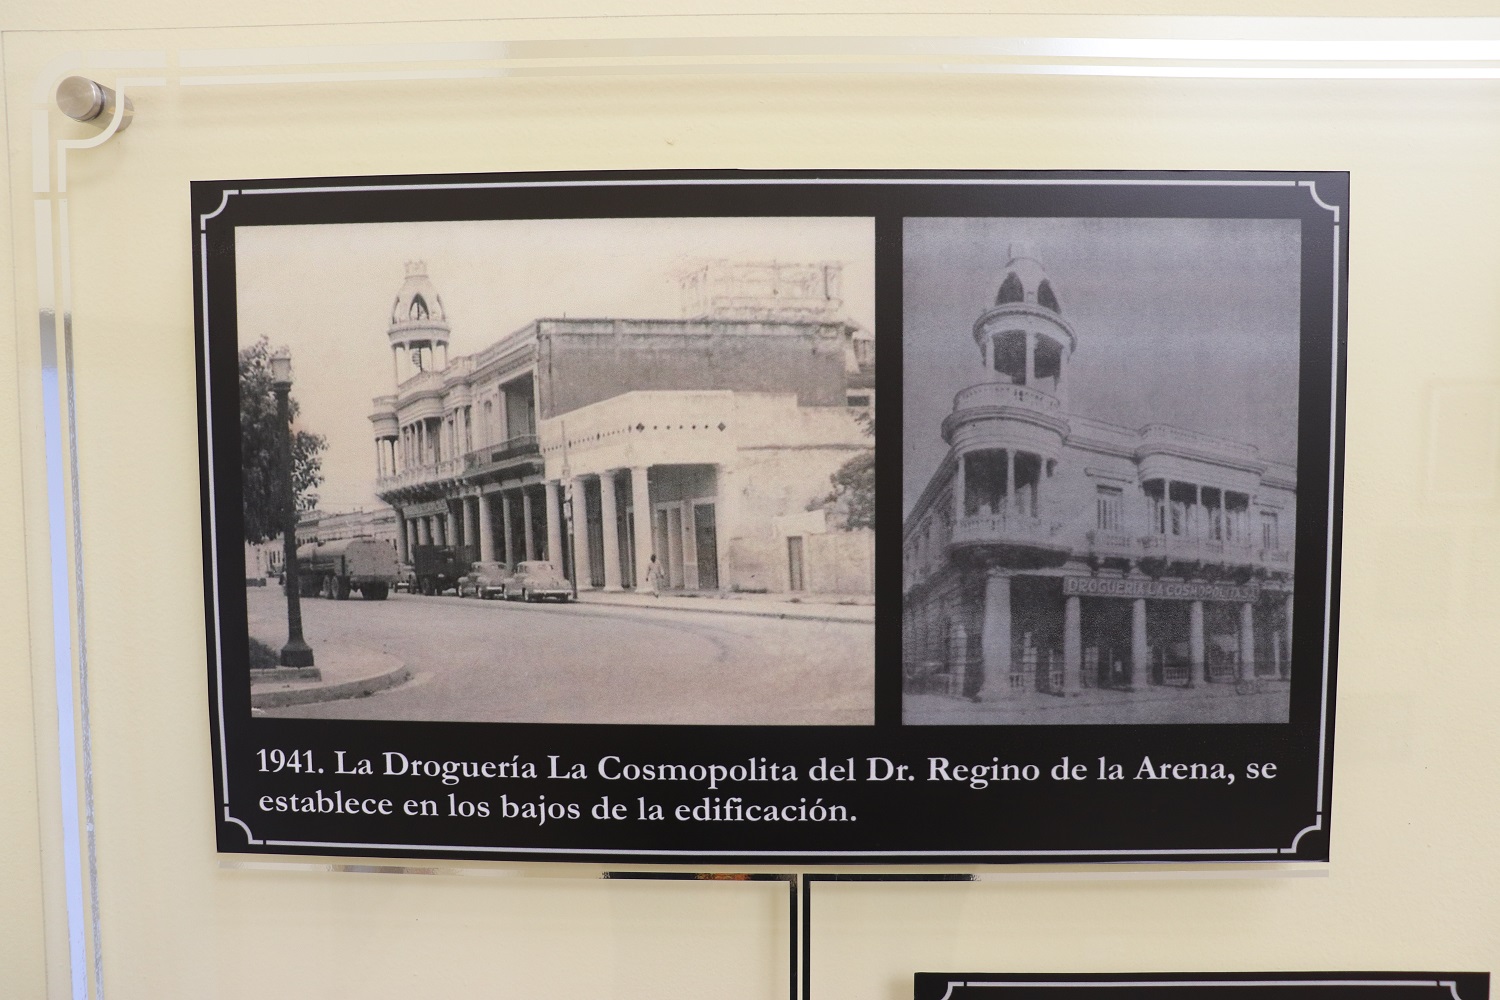 DROGUERIA LA COSMOPOLITA S.A.
1941. La Droguería La Cosmopolita del Dr. Regino de la Arena, se
establece en los bajos de la edificación.